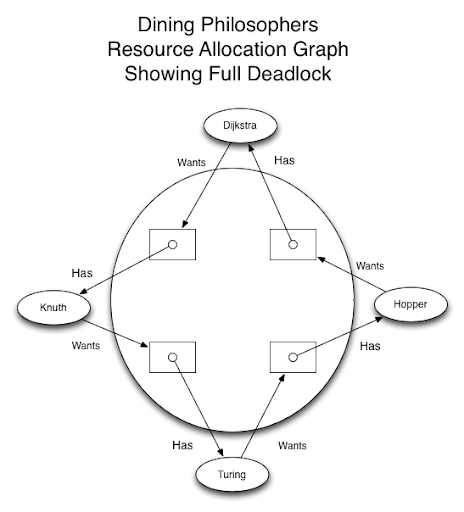 Dining Philosophers
Resource Allocation Graph
Showing Full Deadlock
Dijkstra
Wants
Has
Has
Wants
Knuth
Hopper
Wants
Has
Has
Wants
Turing